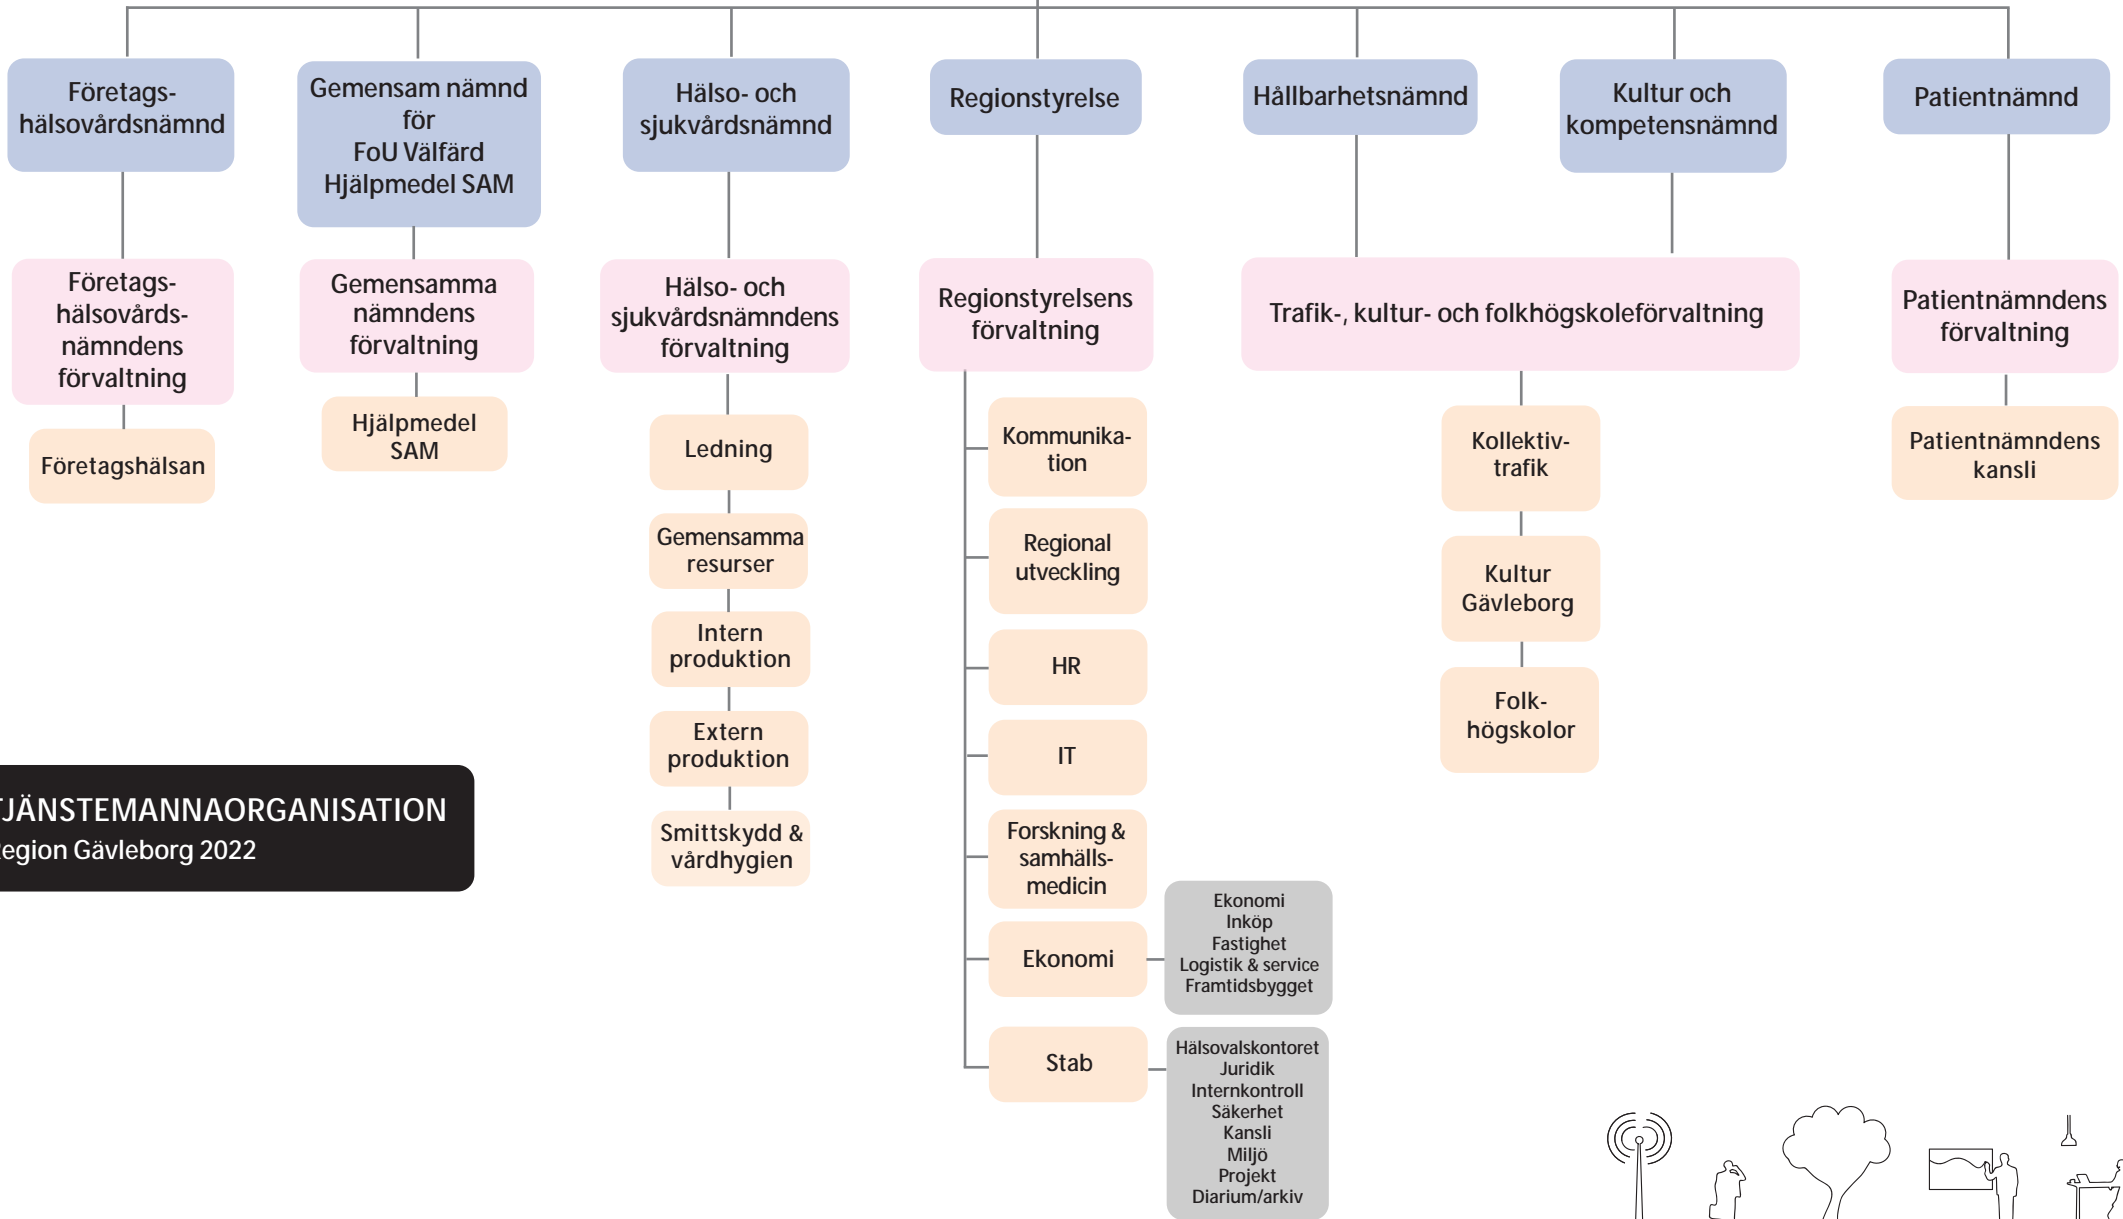 Företags-
hälsovårdsnämnd
Gemensam nämnd
för
FoU Välfärd
Hjälpmedel SAM
Hälso- och
sjukvårdsnämnd
Regionstyrelse
Hållbarhetsnämnd
Kultur och
kompetensnämnd
Patientnämnd
Företags-
hälsovårds-
nämndens
förvaltning
Gemensamma
nämndens
förvaltning
Hälso- och
sjukvårdsnämndens
förvaltning
Regionstyrelsens
förvaltning
Trafik-, kultur- och folkhögskoleförvaltning
Patientnämndens
förvaltning
Företagshälsan
Hjälpmedel
SAM
Ledning
Gemensamma
resurser
Intern
produktion
Extern
produktion
Smittskydd &
vårdhygien
Kommunika-
tion
Regional
utveckling
HR
IT
Forskning &
samhälls-
medicin
Ekonomi
Ekonomi
Inköp
Fastighet
Logistik & service
Framtidsbygget
Stab
Hälsovalskontoret
Juridik
Internkontroll
Säkerhet
Kansli
Miljö
Projekt
Diarium/arkiv
Kollektiv-
trafik
Kultur
Gävleborg
Folk-
högskolor
Patientnämndens
kansli
TJÄNSTEMANNAORGANISATION
Region Gävleborg 2022